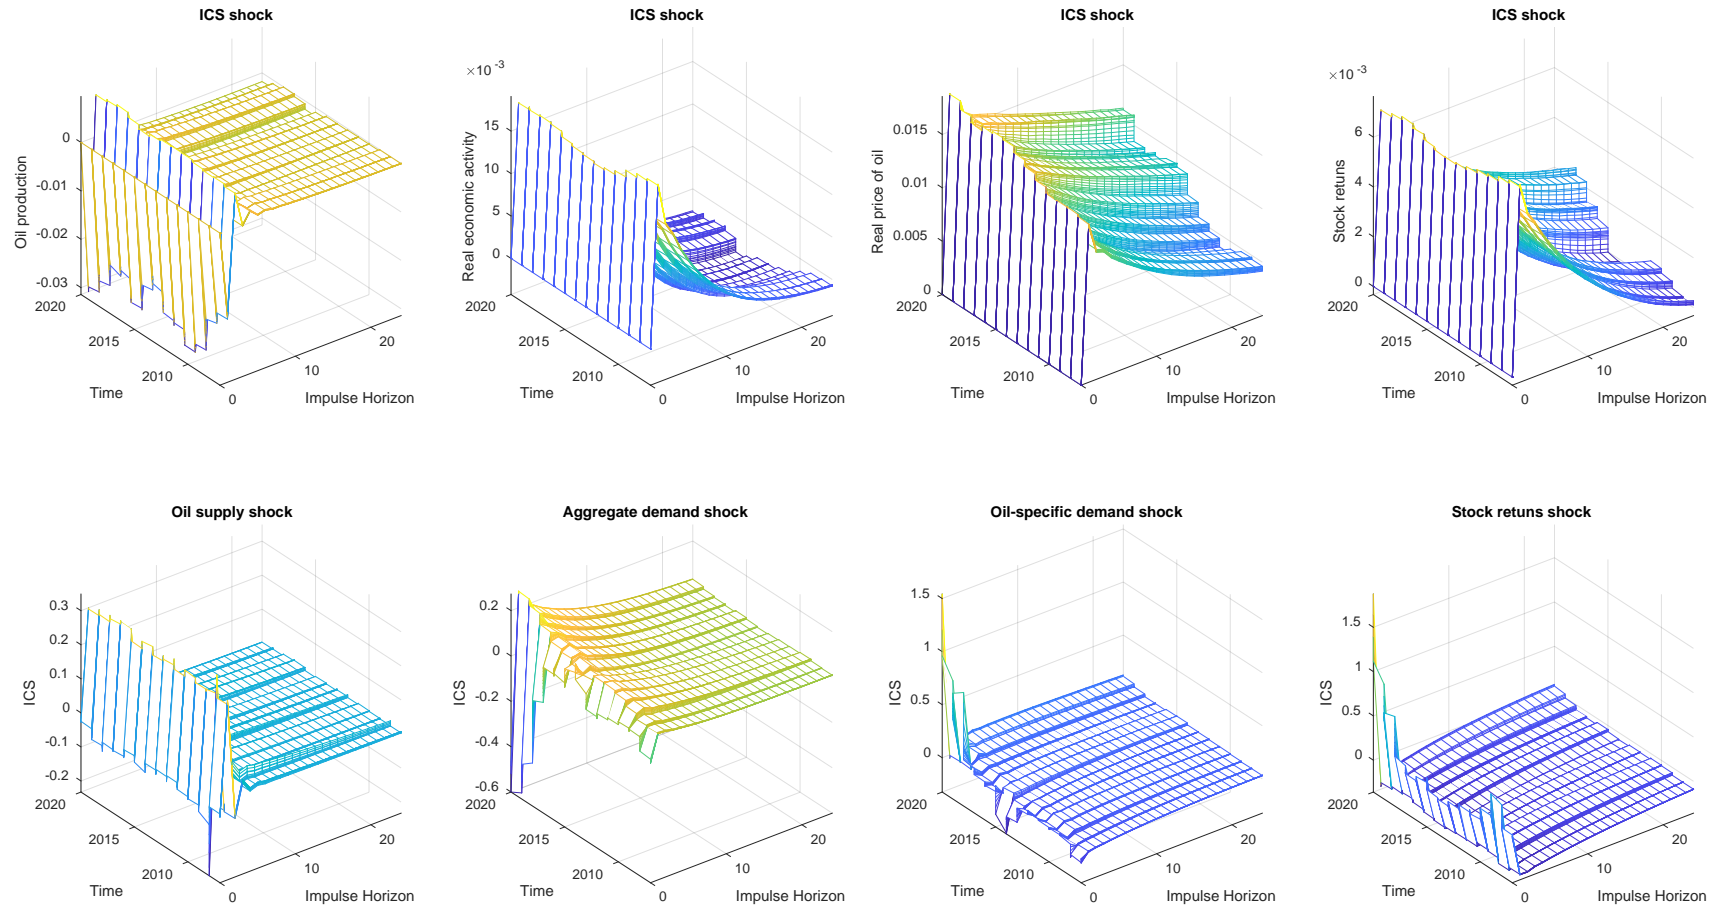 ICS shock
0
-0.01
-0.02
-0.03
Oil production
2020
2015
2010
Time
0
10
20
Impulse Horizon
ICS shock
×10 -3
15
10
5
0
Real economic activity
2020
2015
2010
Time
0
10
20
Impulse Horizon
ICS shock
0.015
0.01
0.005
0
Real price of oil
2020
2015
2010
Time
0
10
20
Impulse Horizon
ICS shock
×10 -3
6
4
2
0
Stock retuns
2020
2015
2010
Time
0
10
20
Impulse Horizon
Oil supply shock
0.3
0.2
0.1
0
-0.1
-0.2
ICS
2020
2015
2010
Time
0
10
20
Impulse Horizon
Aggregate demand shock
0.2
0
-0.2
-0.4
-0.6
ICS
2020
2015
2010
Time
0
10
20
Impulse Horizon
Oil-specific demand shock
1.5
1
0.5
0
ICS
2020
2015
2010
Time
0
10
20
Impulse Horizon
Stock retuns shock
1.5
1
0.5
0
ICS
2020
2015
2010
Time
0
10
20
Impulse Horizon